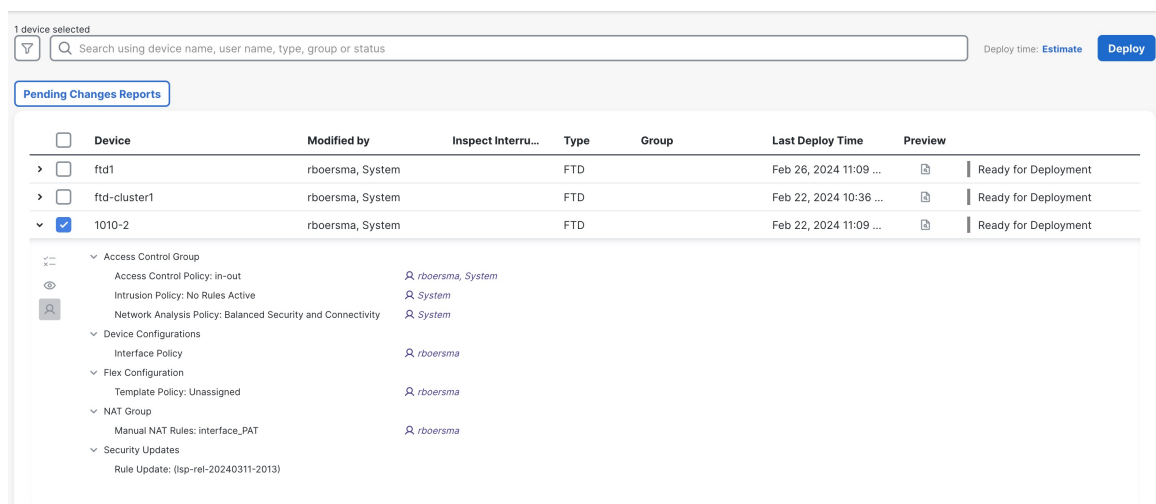 1 device selected
Search using device name, user name, type, group or status
Deploy time: Estimate
Deploy
Pending Changes Reports
Device Modified by Inspect Interru... Type Group Last Deploy Time Preview
ftd1 rboersma, System FTD Feb 26, 2024 11:09 ... Ready for Deployment
ftd-cluster1 rboersma, System FTD Feb 22, 2024 10:36 ... Ready for Deployment
1010-2 rboersma, System FTD Feb 22, 2024 11:09 ... Ready for Deployment
Access Control Group
Access Control Policy: in-out rboersma, System
Intrusion Policy: No Rules Active System
Network Analysis Policy: Balanced Security and Connectivity System
Device Configurations
Interface Policy rboersma
Flex Configuration
Template Policy: Unassigned rboersma
NAT Group
Manual NAT Rules: interface_PAT rboersma
Security Updates
Rule Update: (lsp-rel-20240311-2013)